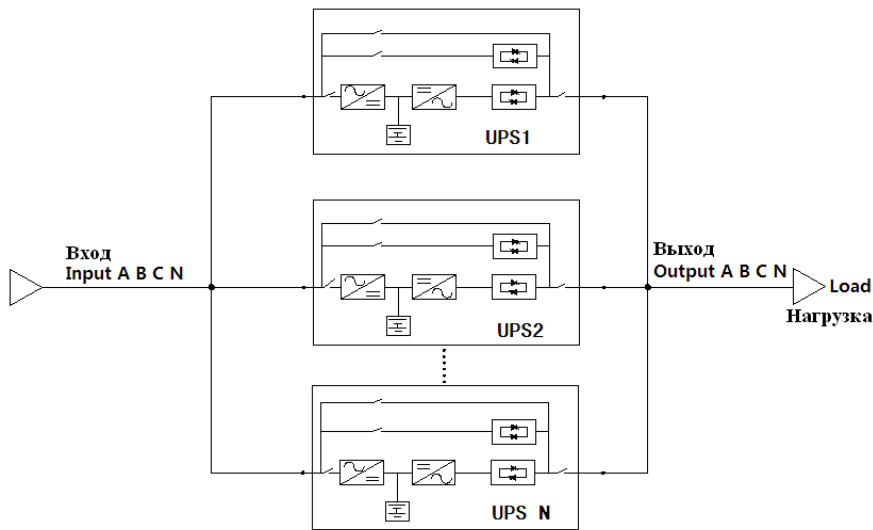 UPS1
Вход
Input A B C N
Выход
Output A B C N
Load
Нагрузка
UPS2
UPS N